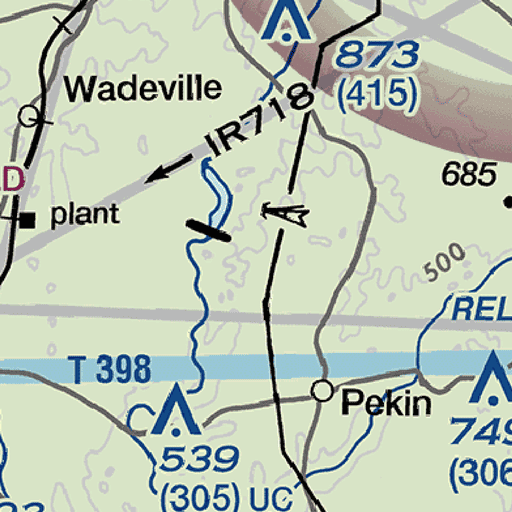 873
(415)
Wadeville
IR718
685
D
plant
500
REL
T 398
Pekin
C
539
(305) UC
749
(306